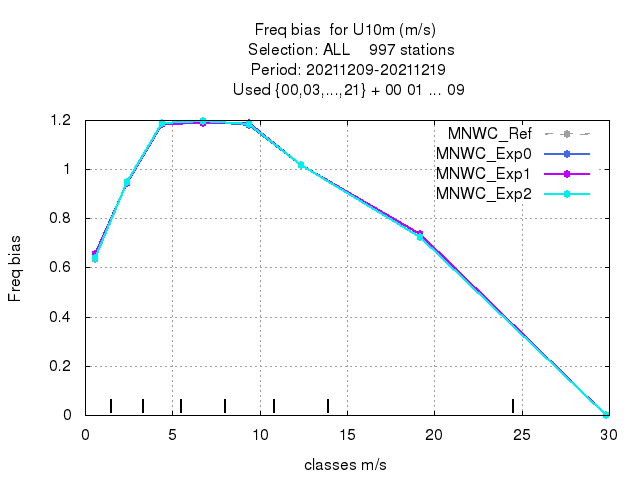 Freq bias  for U10m (m/s)
Selection: ALL    997 stations
Period: 20211209-20211219
Used {00,03,...,21} + 00 01 ... 09
MNWC_Ref
MNWC_Exp0
MNWC_Exp1
MNWC_Exp2
1.2
1
0.8
0.6
0.4
0.2
0
Freq bias
0 5 10 15 20 25 30
classes m/s